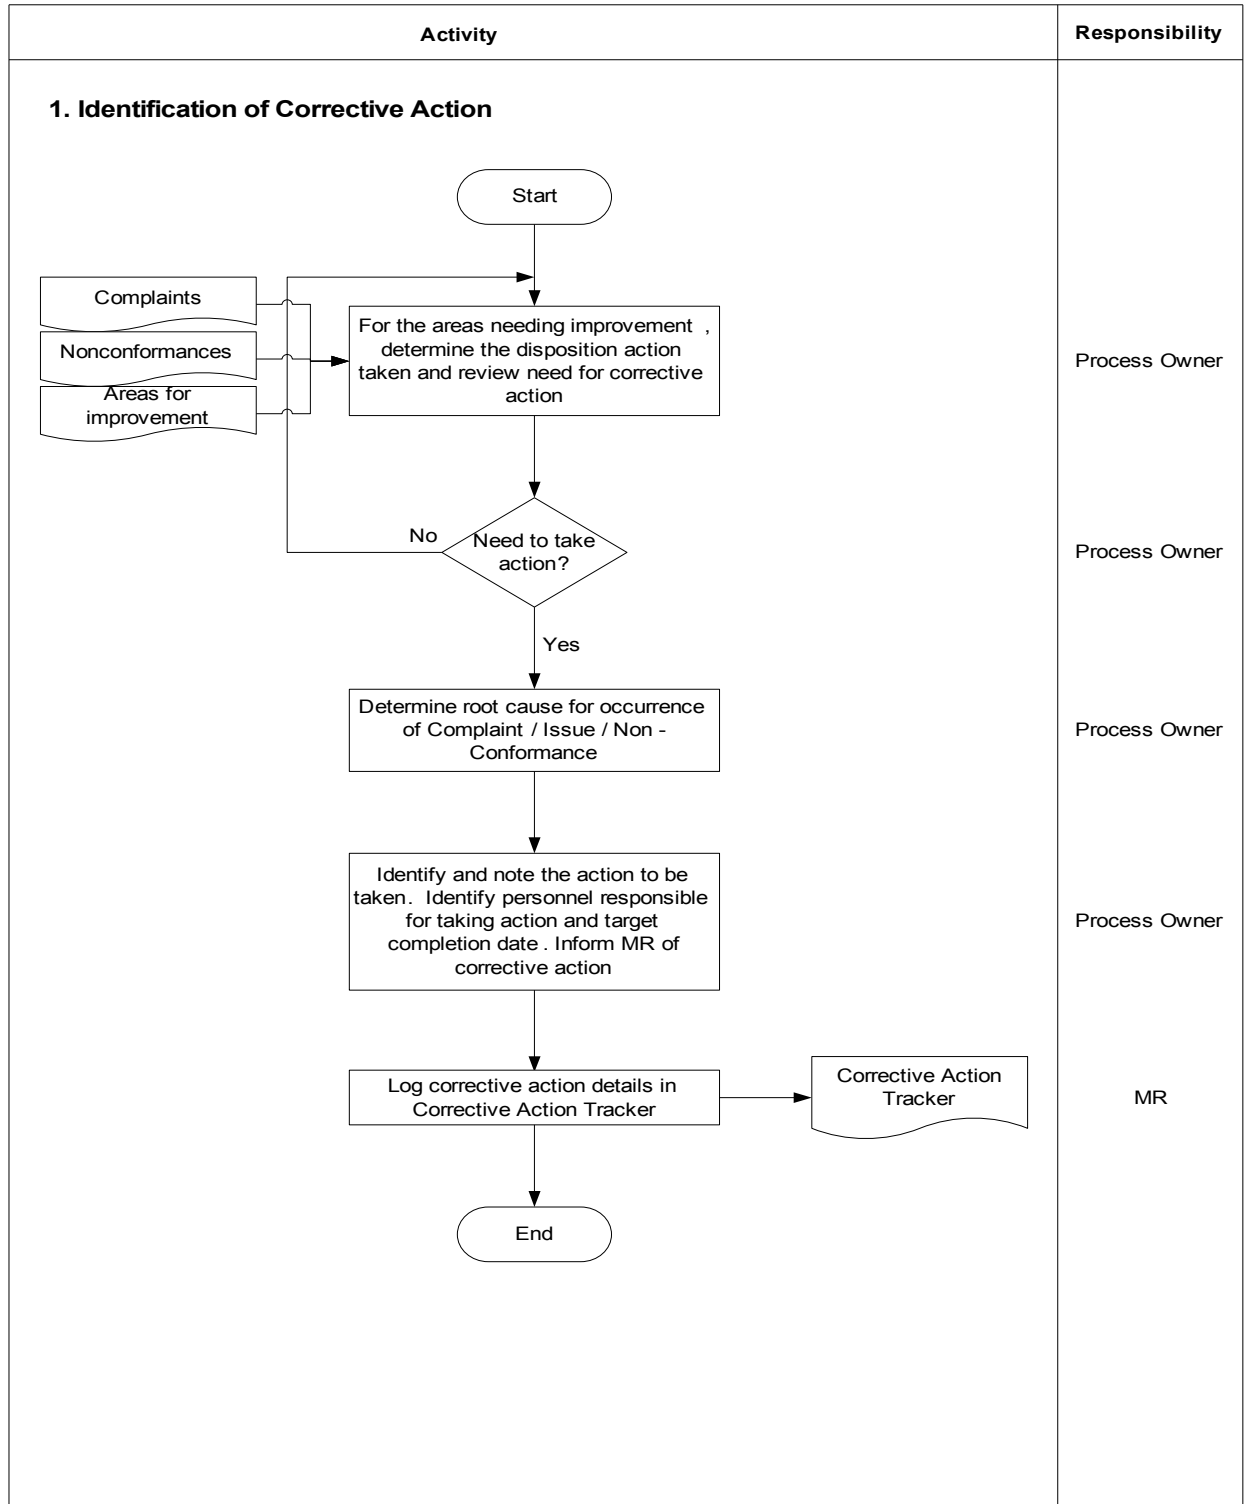 Activity
Responsibility
1. Identification of Corrective Action
Start
Complaints
Nonconformances
Areas for
improvement
For the areas needing improvement ,
determine the disposition action
taken and review need for corrective
action
Process Owner
No
Need to take
action?
Process Owner
Yes
Determine root cause for occurrence
of Complaint / Issue / Non -
Conformance
Process Owner
Identify and note the action to be
taken. Identify personnel responsible
for taking action and target
completion date . Inform MR of
corrective action
Process Owner
Log corrective action details in
Corrective Action Tracker
Corrective Action
Tracker
MR
End